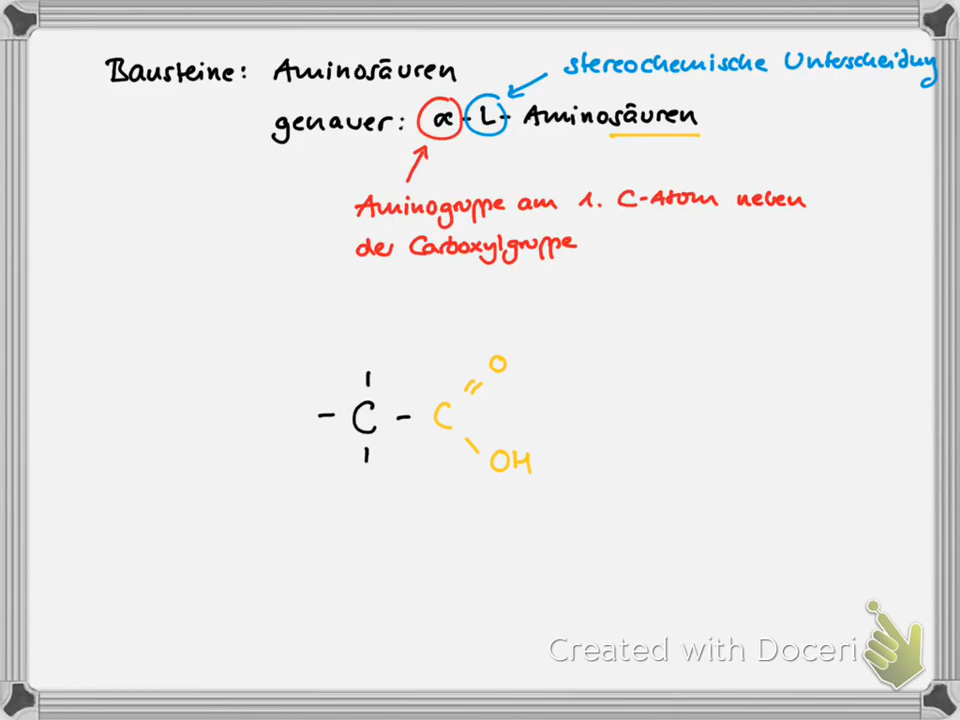 Bausteine: Aminosäuren
stereochemische Unterscheidung
genauer: α-L-Aminosäuren
Aminogruppe am 1. C-Atom neben
der Carboxylgruppe
O
- C - C
OH
Created with Doceri